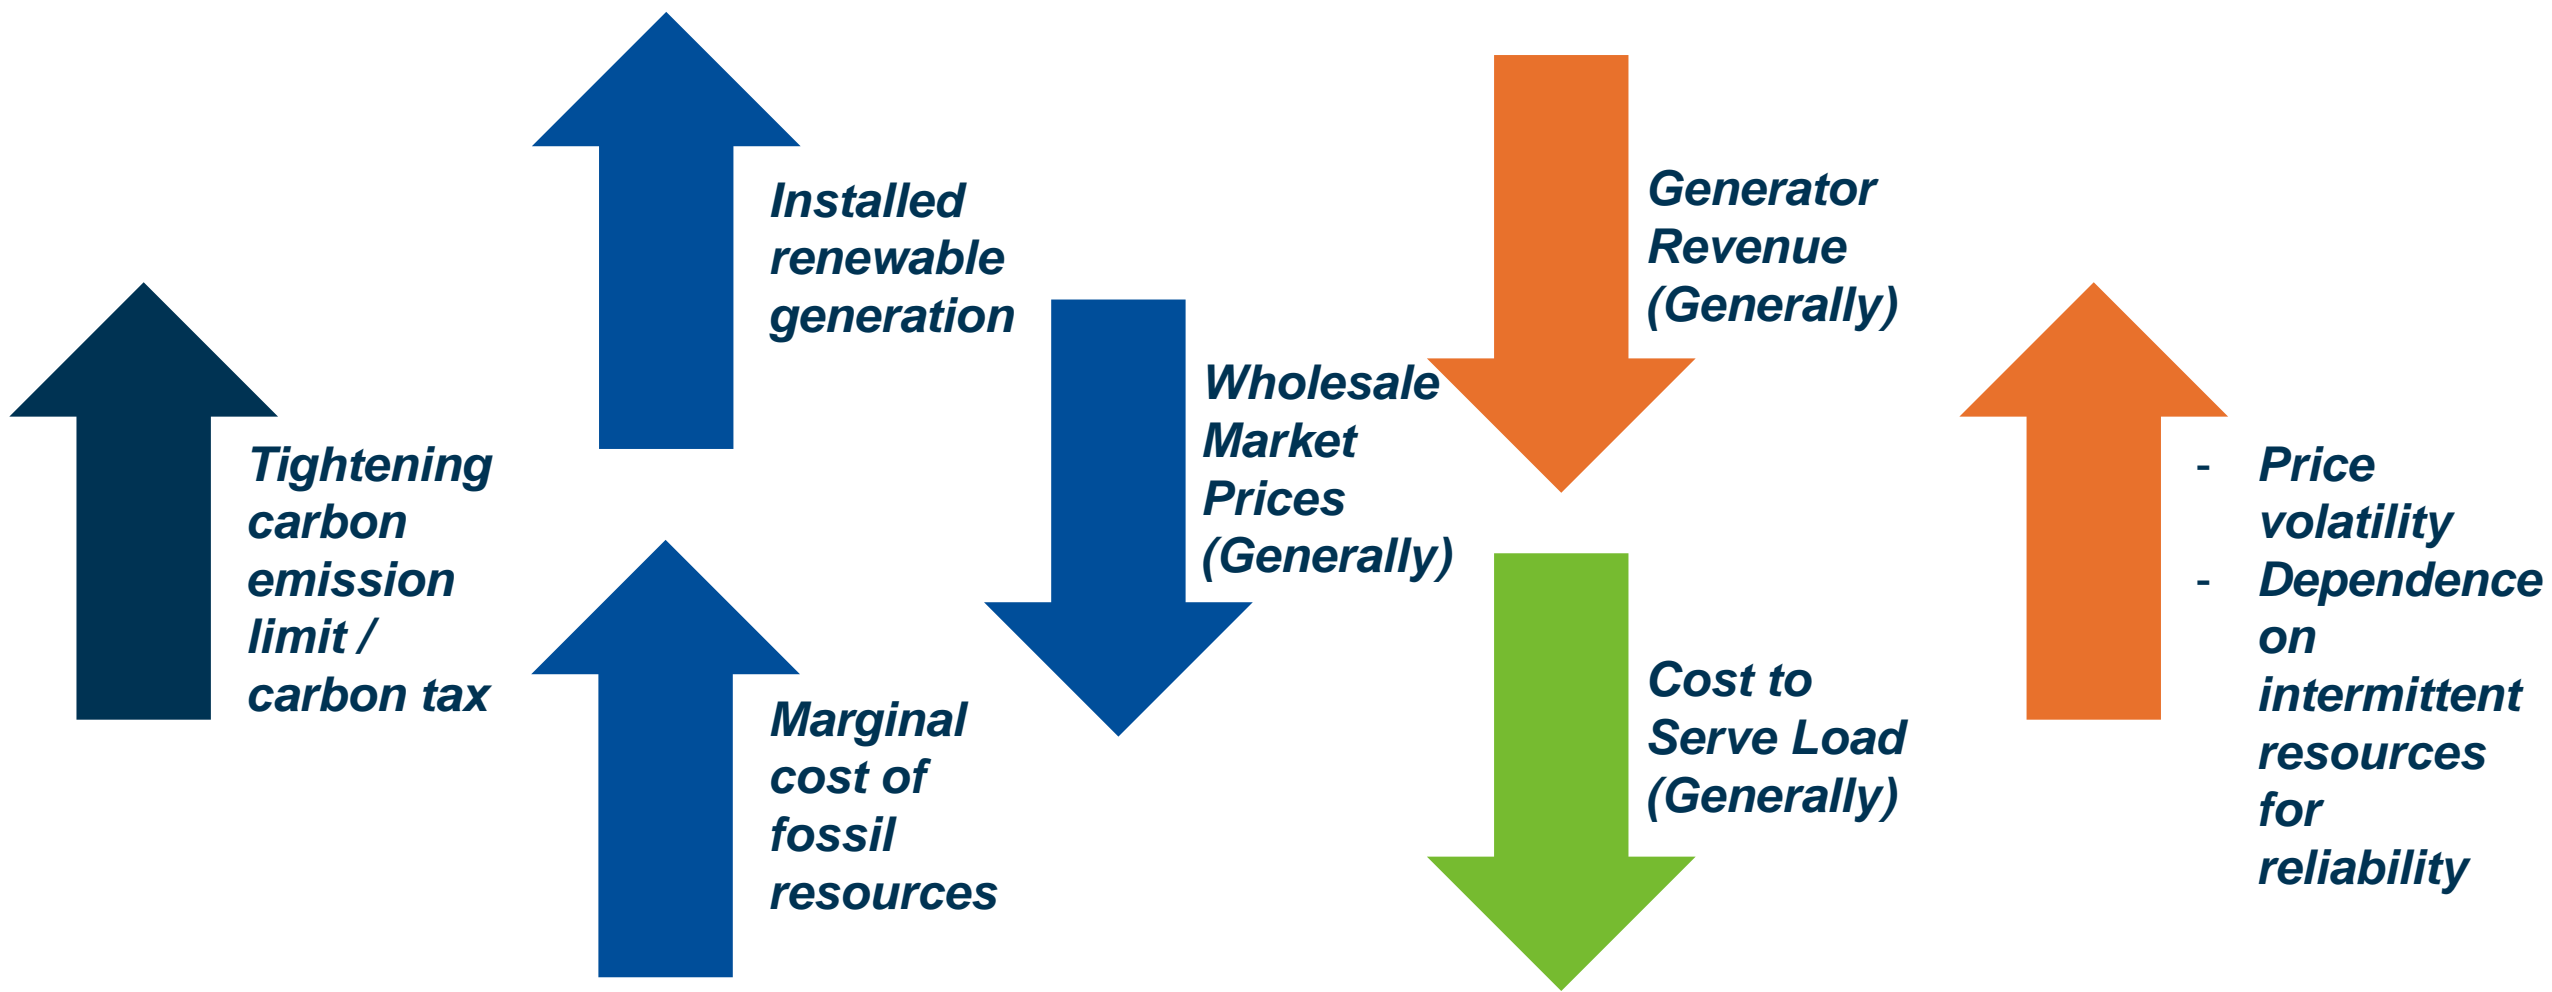 Tightening
carbon
emission
limit /
carbon tax
Installed
renewable
generation
Marginal
cost of
fossil
resources
Wholesale
Market
Prices
(Generally)
Generator
Revenue
(Generally)
Cost to
Serve Load
(Generally)
- Price
volatility
- Dependence
on
intermittent
resources
for
reliability